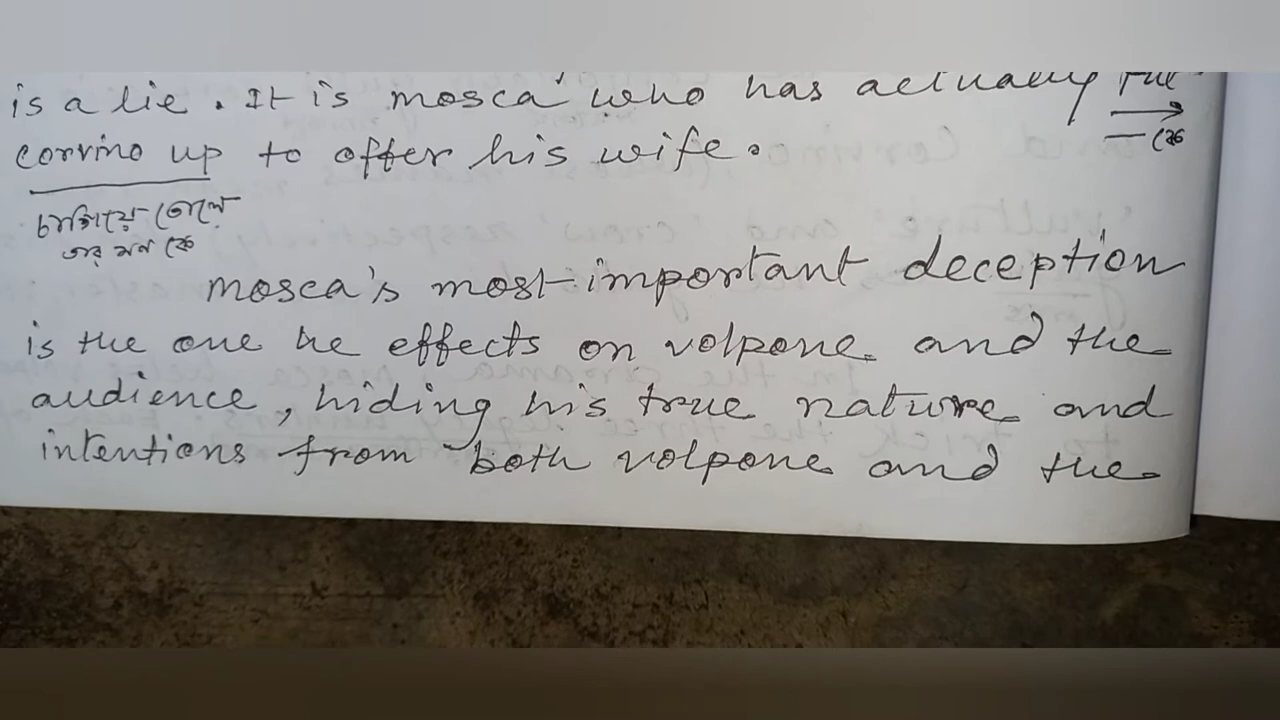 is a lie. It is mosca who has actually
corvino up to offer his wife.
mosca's most important deception
is the one he effects on volpone and the
audience, hiding his true nature and
intentions from both volpone and the